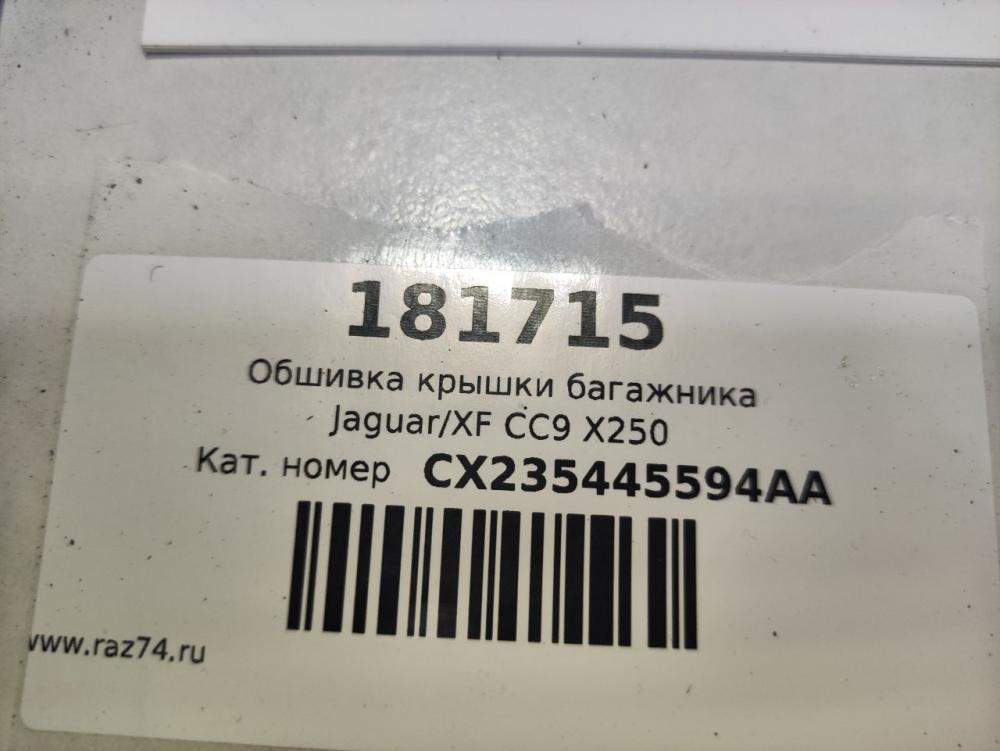 181715
Обшивка крышки багажника
Jaguar/XF CC9 X250
Кат. номер CX235445594AA
www.raz74.ru